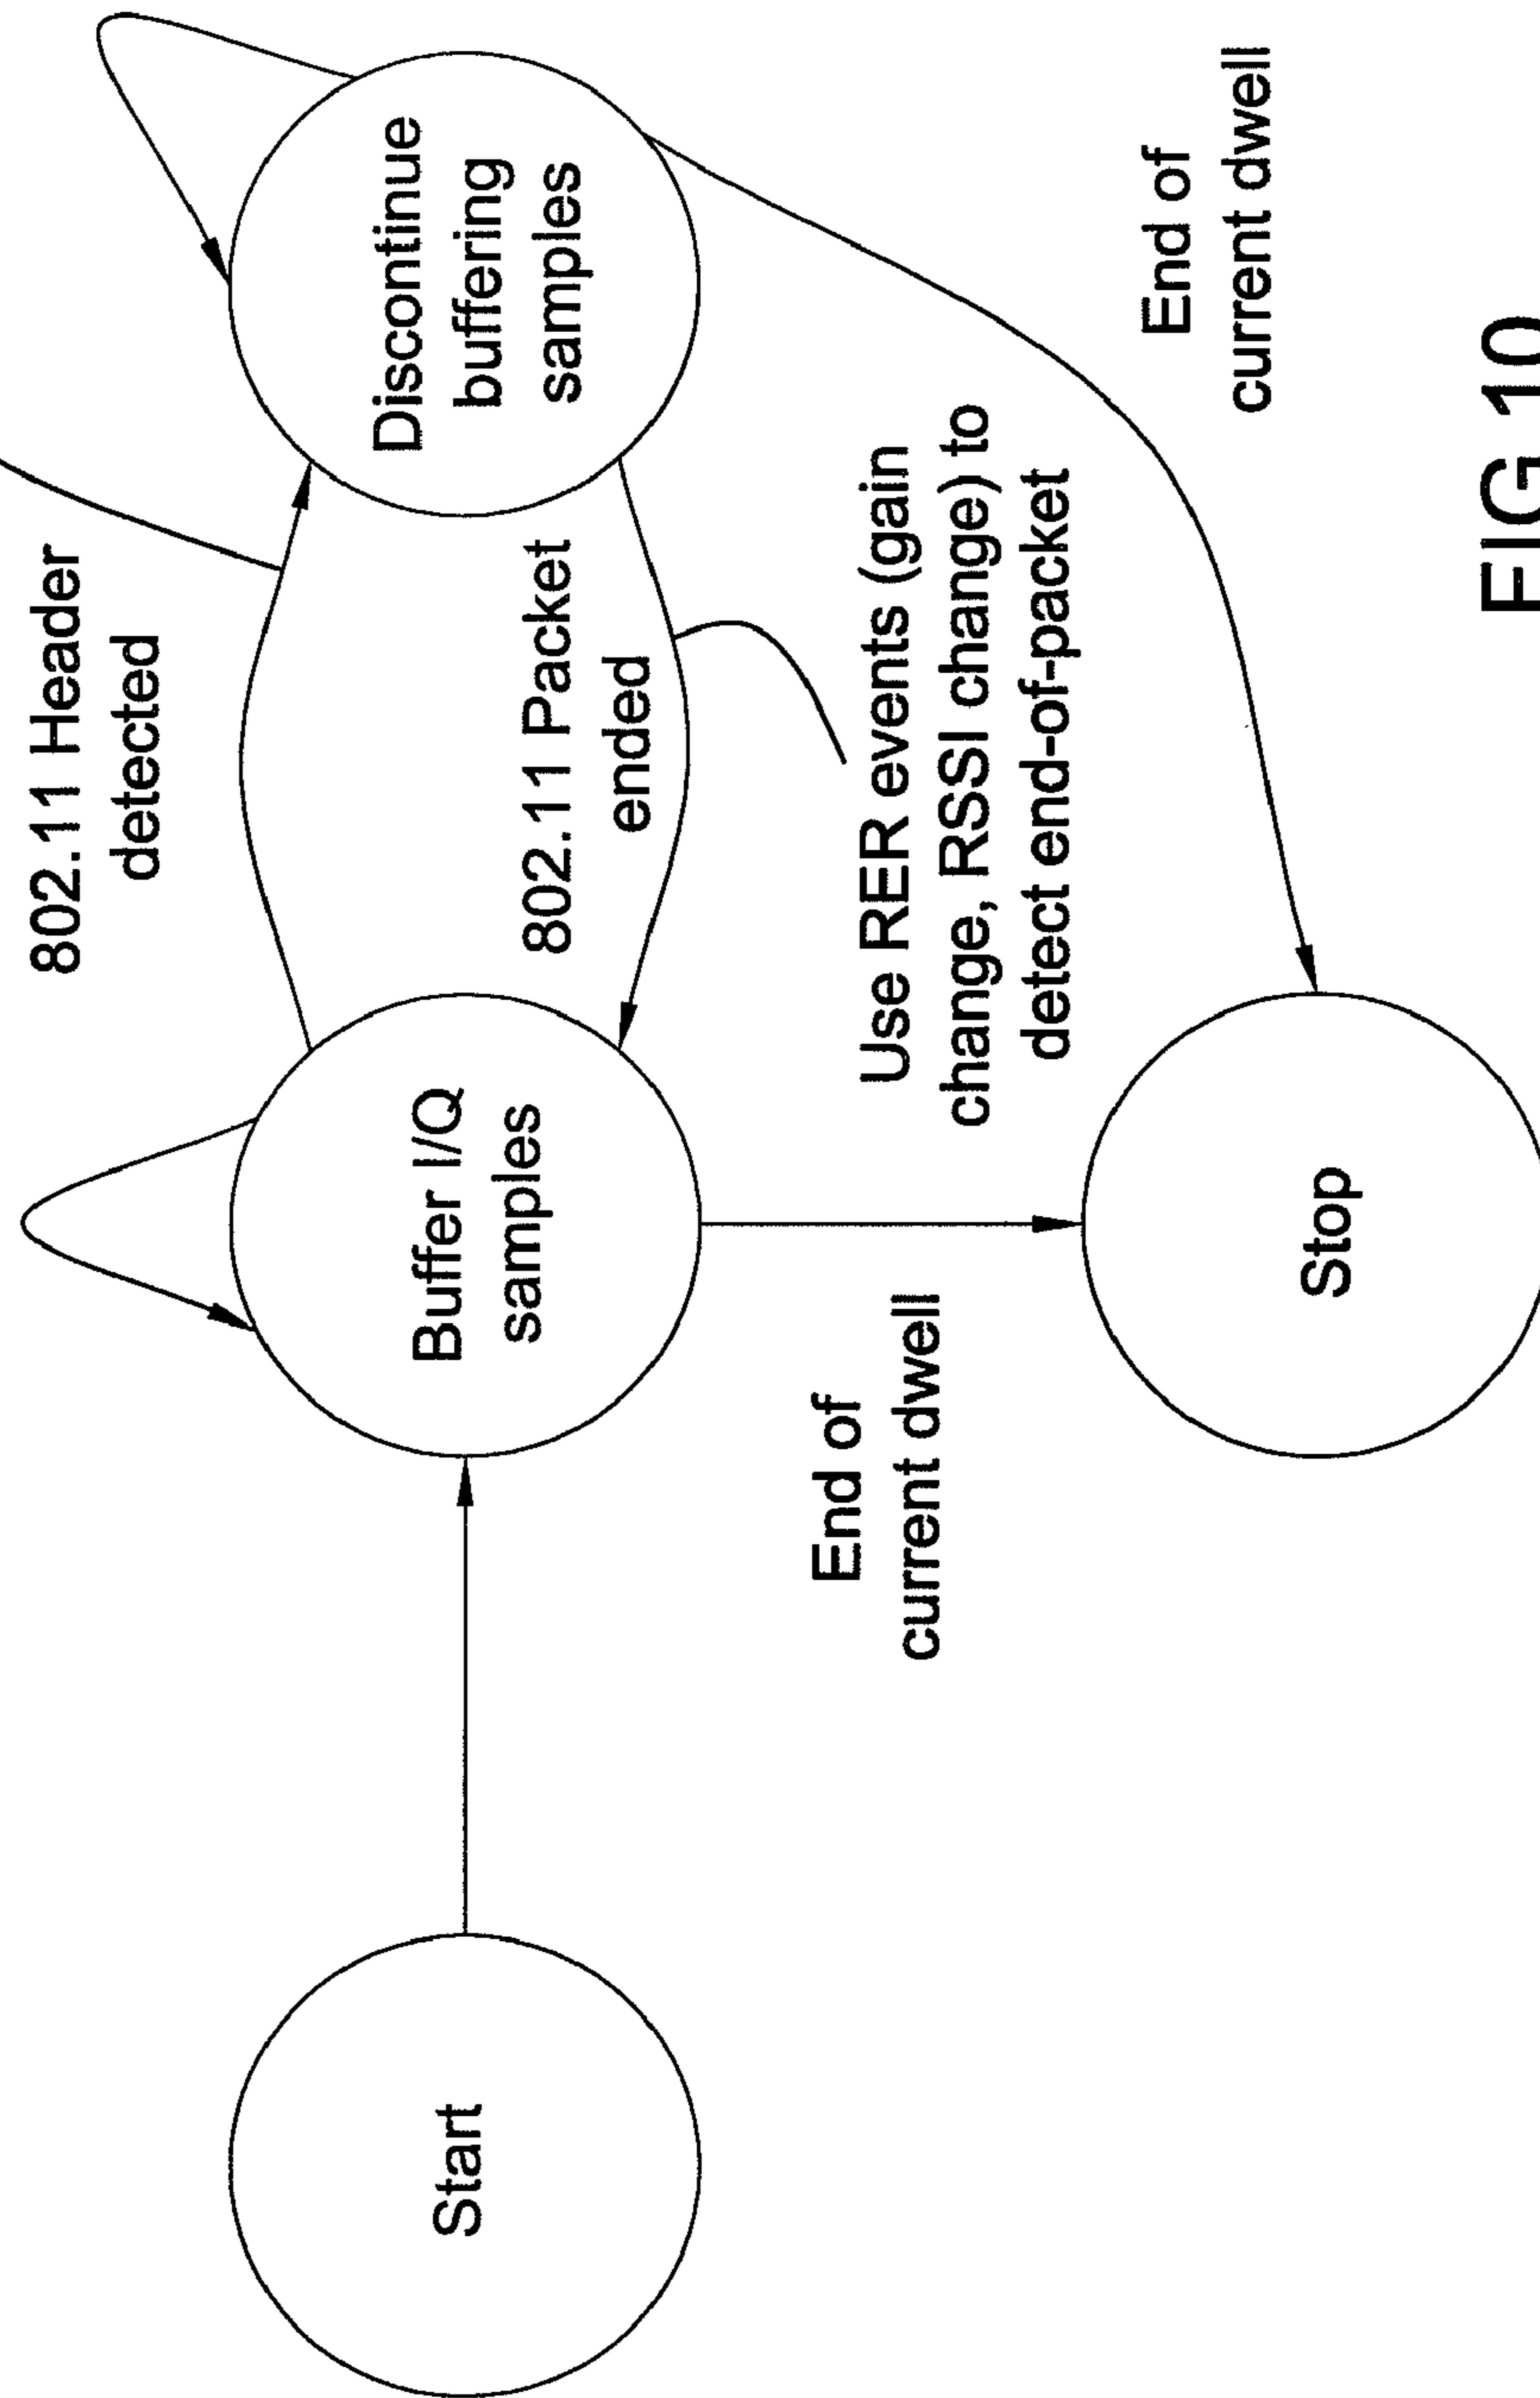 802.11 Header
detected
Discontinue
buffering
samples
Buffer I/Q
samples
Start
802.11 Packet
ended
Use RER events (gain
change, RSSI change) to
detect end-of-packet
End of
current dwell
End of
current dwell
Stop
FIG 10